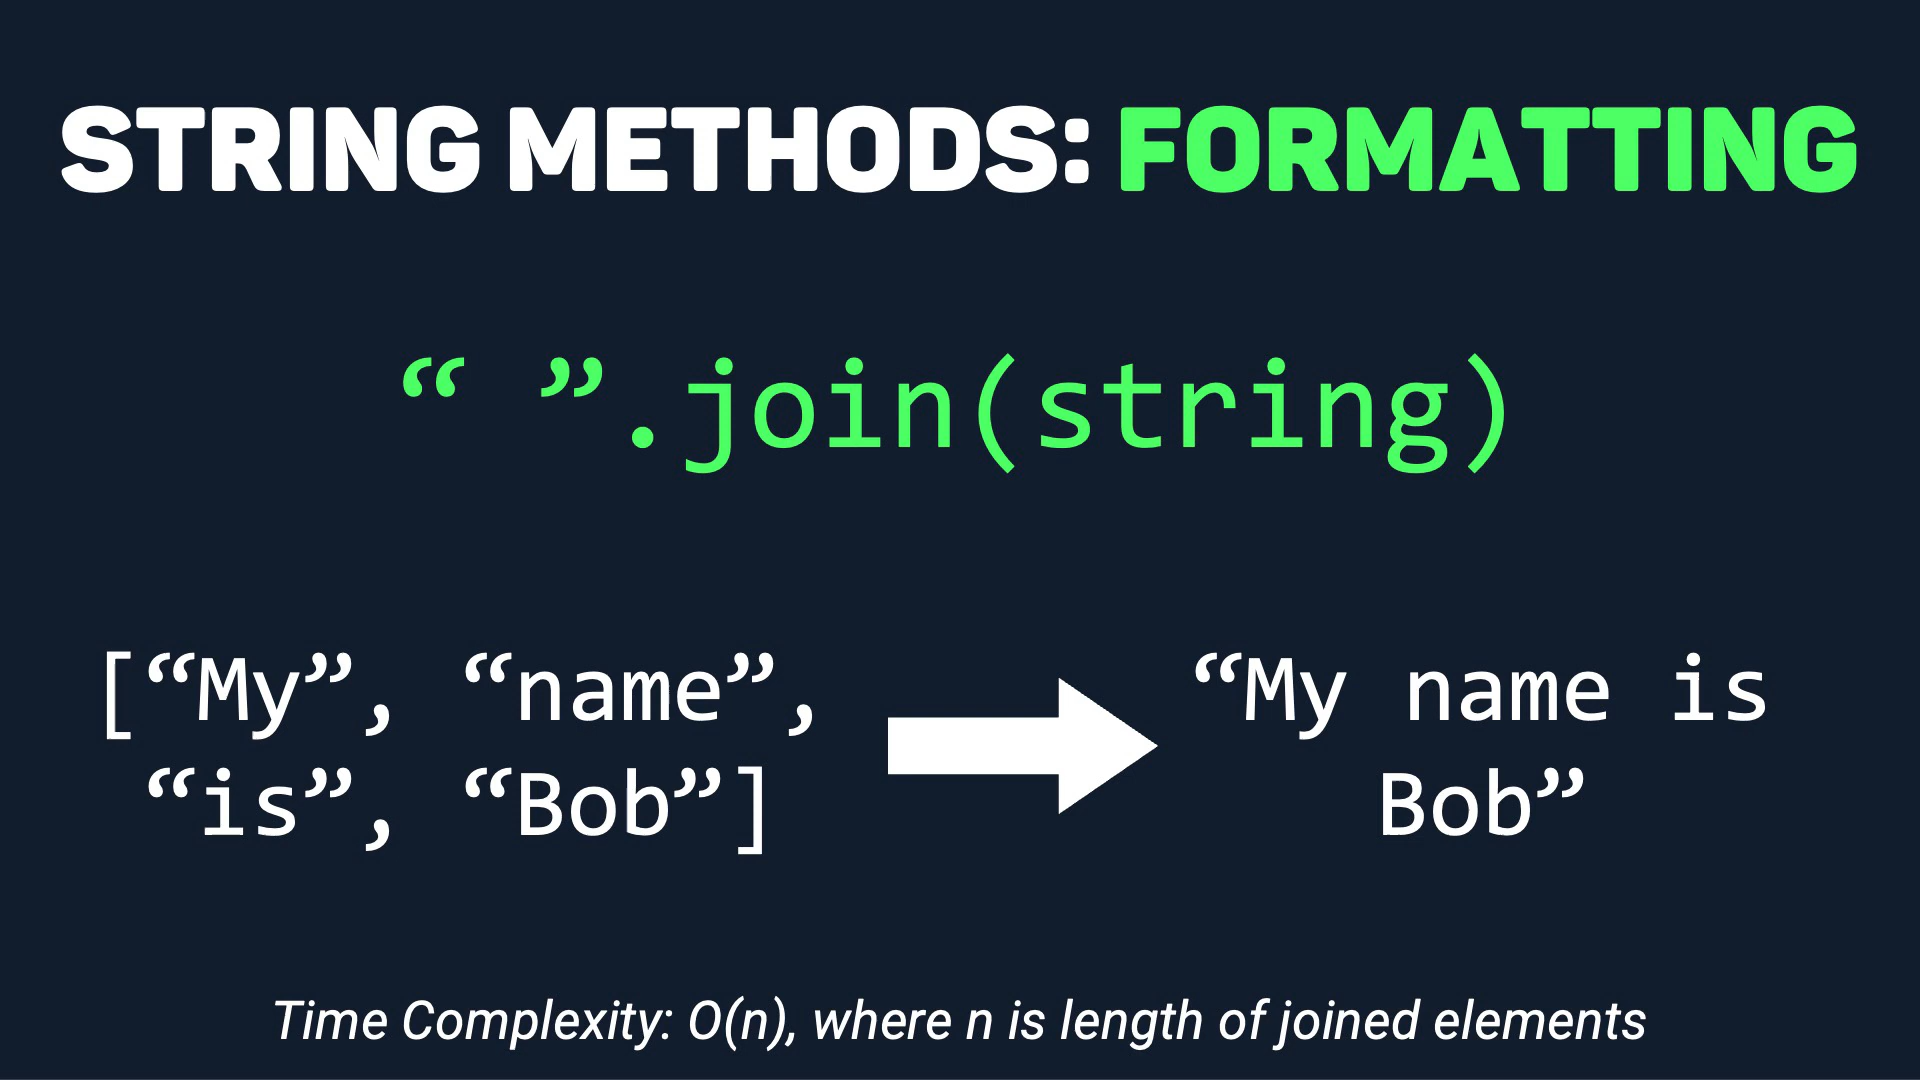 STRING METHODS: FORMATTING
“ ”.join(string)
[“My”, “name”,
“is”, “Bob”]
“My name is
Bob”
Time Complexity: O(n), where n is length of joined elements